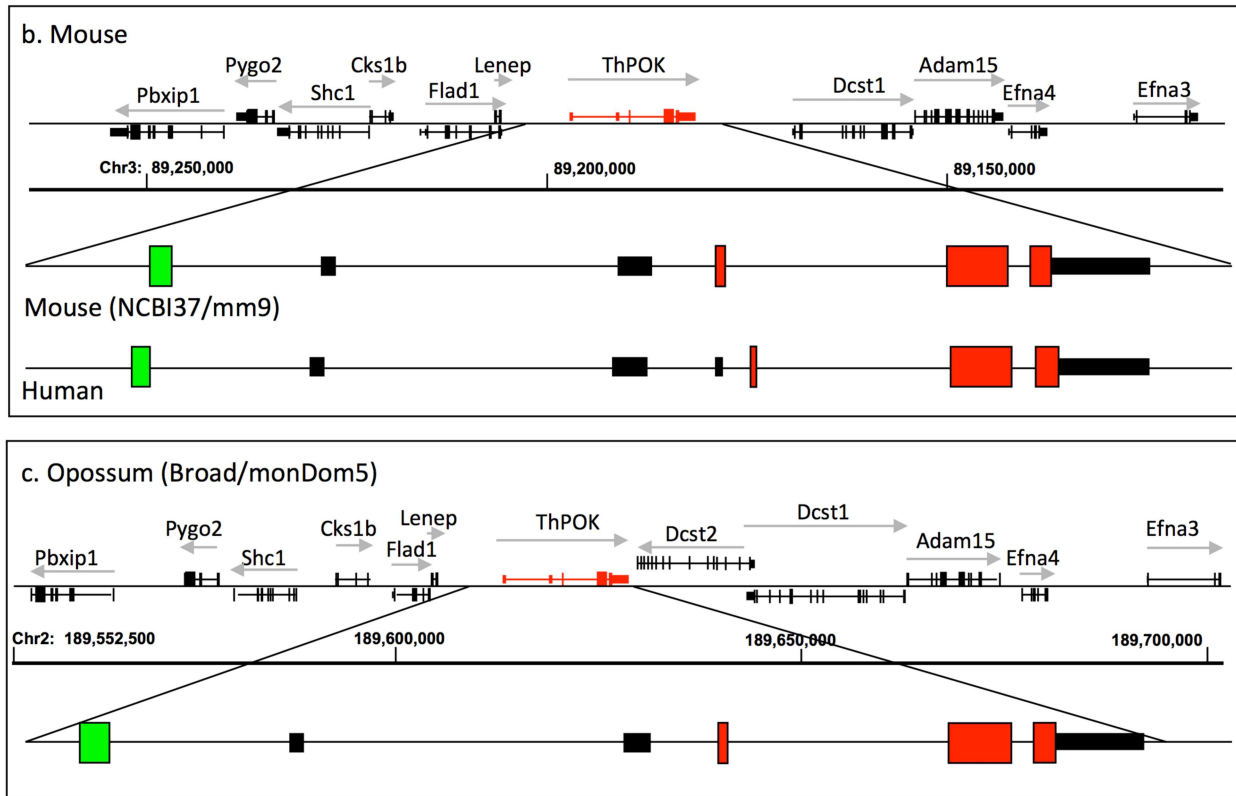 b. Mouse
Pygo2 Cks1b Lenep ThPOK Adam15
Pbxip1 Shc1 Flad1 Dcst1 Efna4 Efna3
Chr3: 89,250,000 89,200,000 89,150,000
Mouse (NCBI37/mm9)
Human
c. Opossum (Broad/monDom5)
Pygo2 Cks1b Lenep ThPOK Dcst2 Dcst1
Pbxip1 Shc1 Flad1 Adam15 Efna4 Efna3
Chr2: 189,552,500 189,600,000 189,650,000 189,700,000